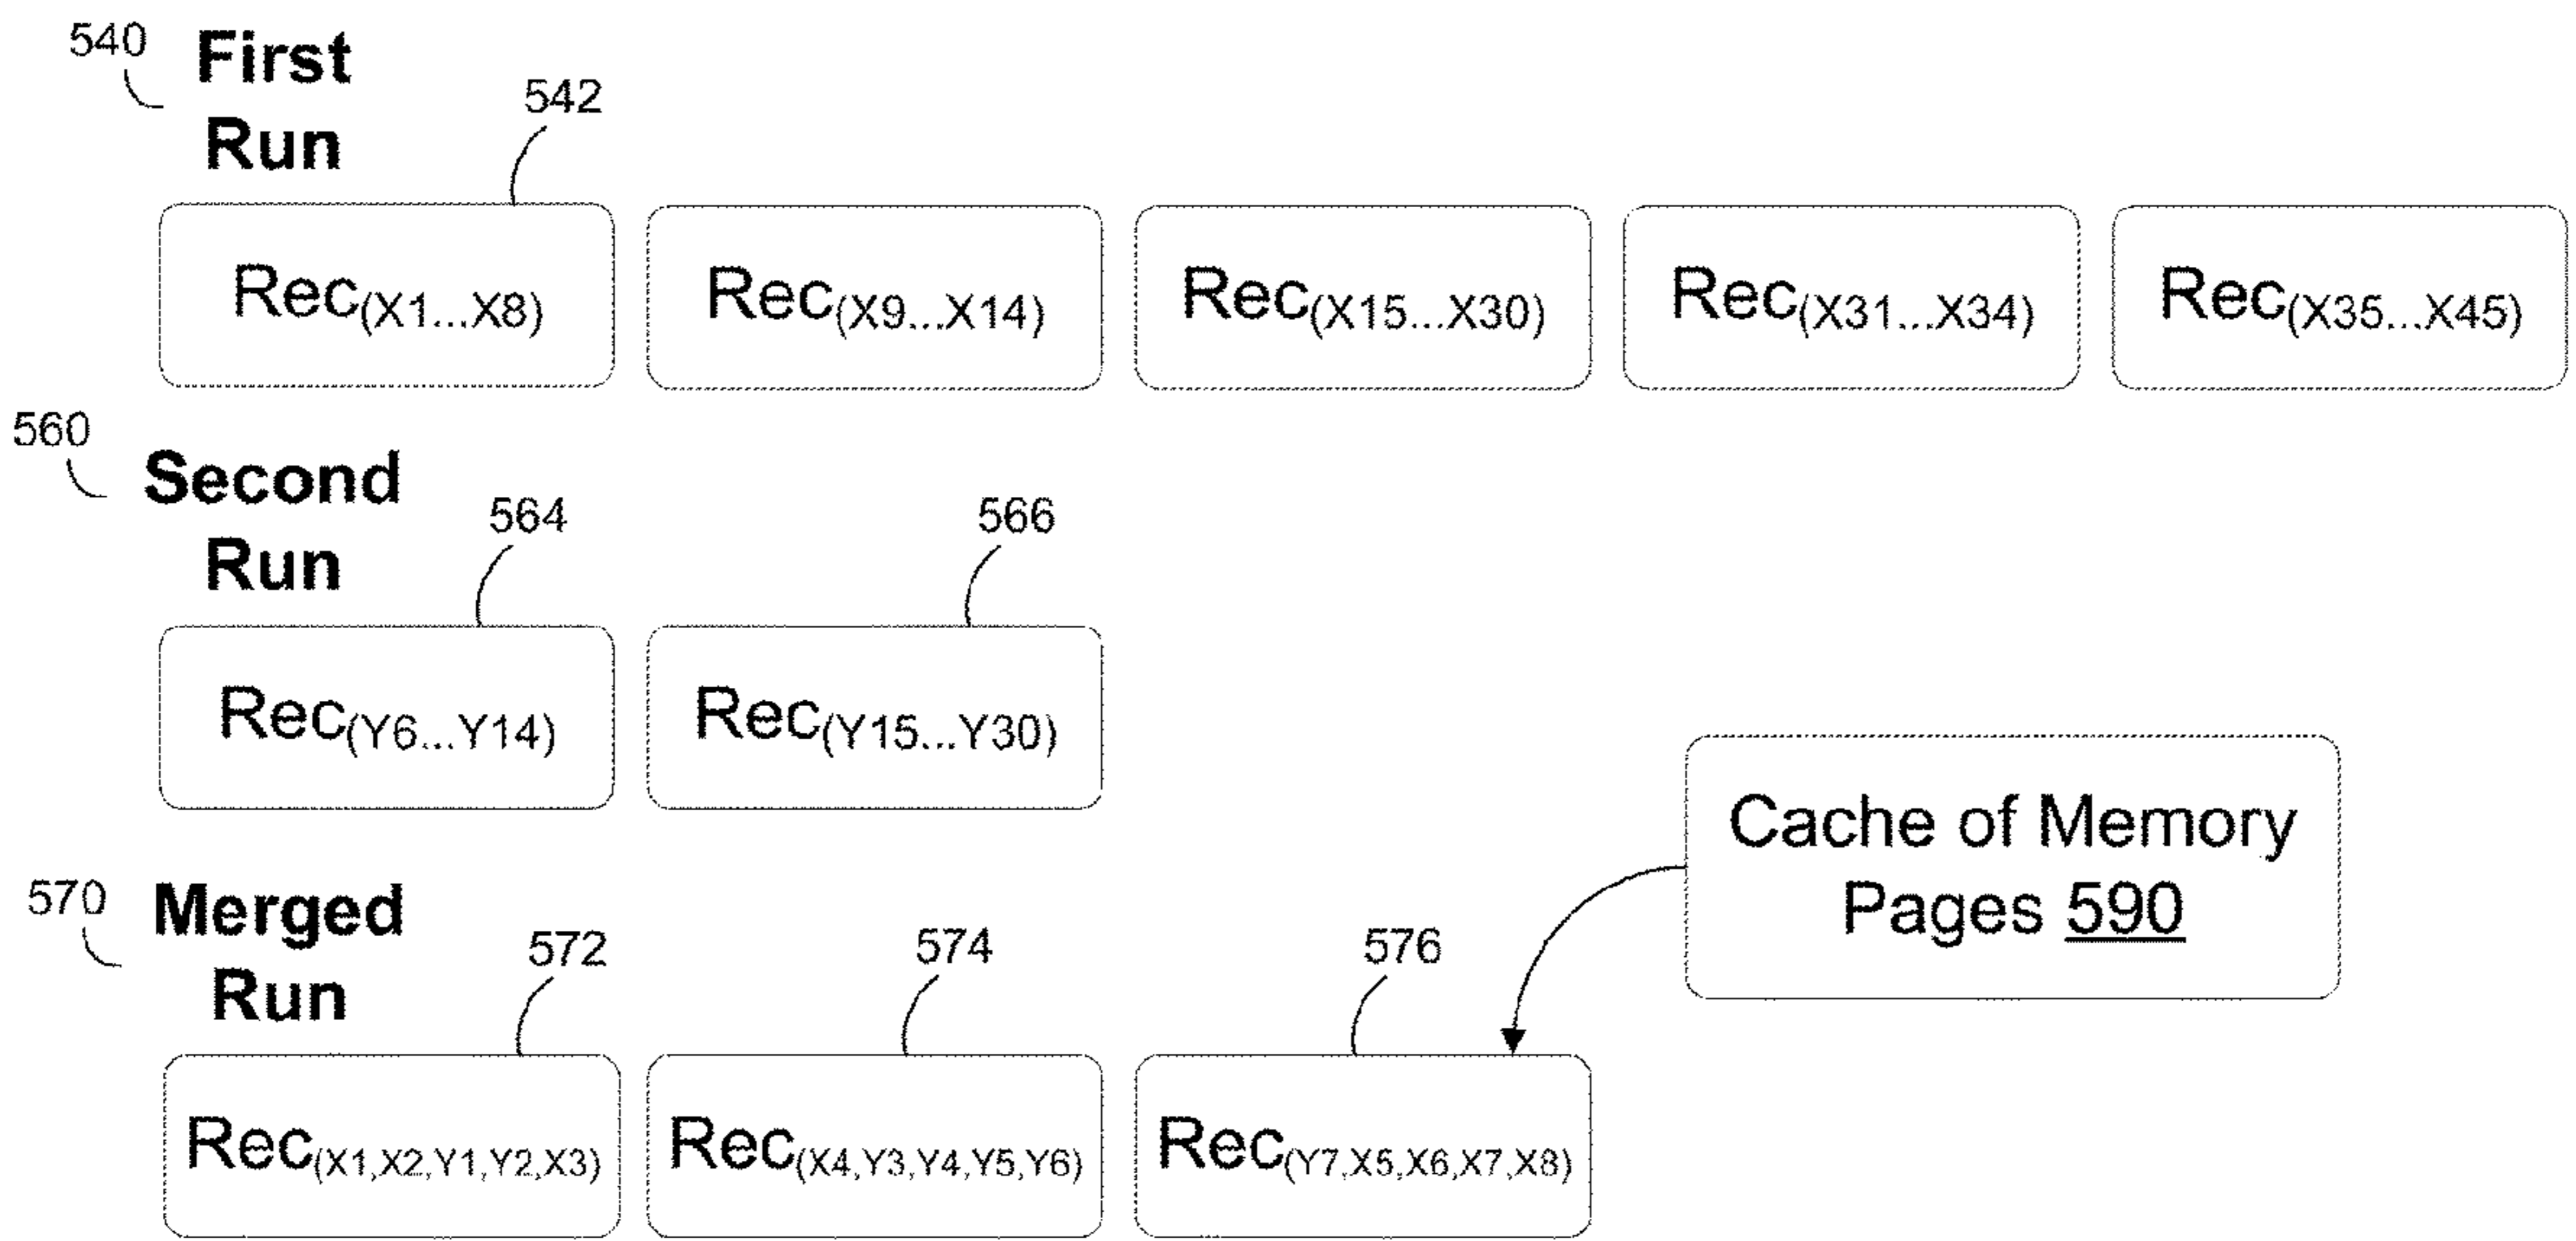 540 First
Run
542
Rec(X1...X8) Rec(X9...X14) Rec(X15...X30) Rec(X31...X34) Rec(X35...X45)
560 Second
Run
564 566
Rec(Y6...Y14) Rec(Y15...Y30)
Cache of Memory
Pages 590
570 Merged
Run
572 574 576
Rec(X1,X2,Y1,Y2,X3) Rec(X4,Y3,Y4,Y5,Y6) Rec(Y7,X5,X6,X7,X8)